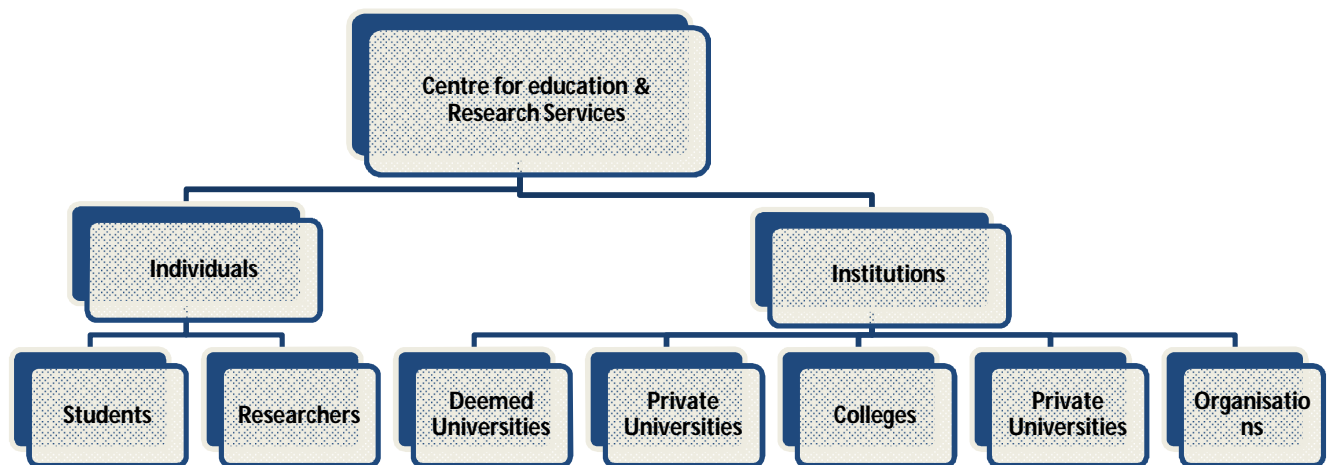 Centre for education &
Research Services
Individuals
Institutions
Students
Researchers
Deemed
Universities
Private
Universities
Colleges
Private
Universities
Organisatio
ns